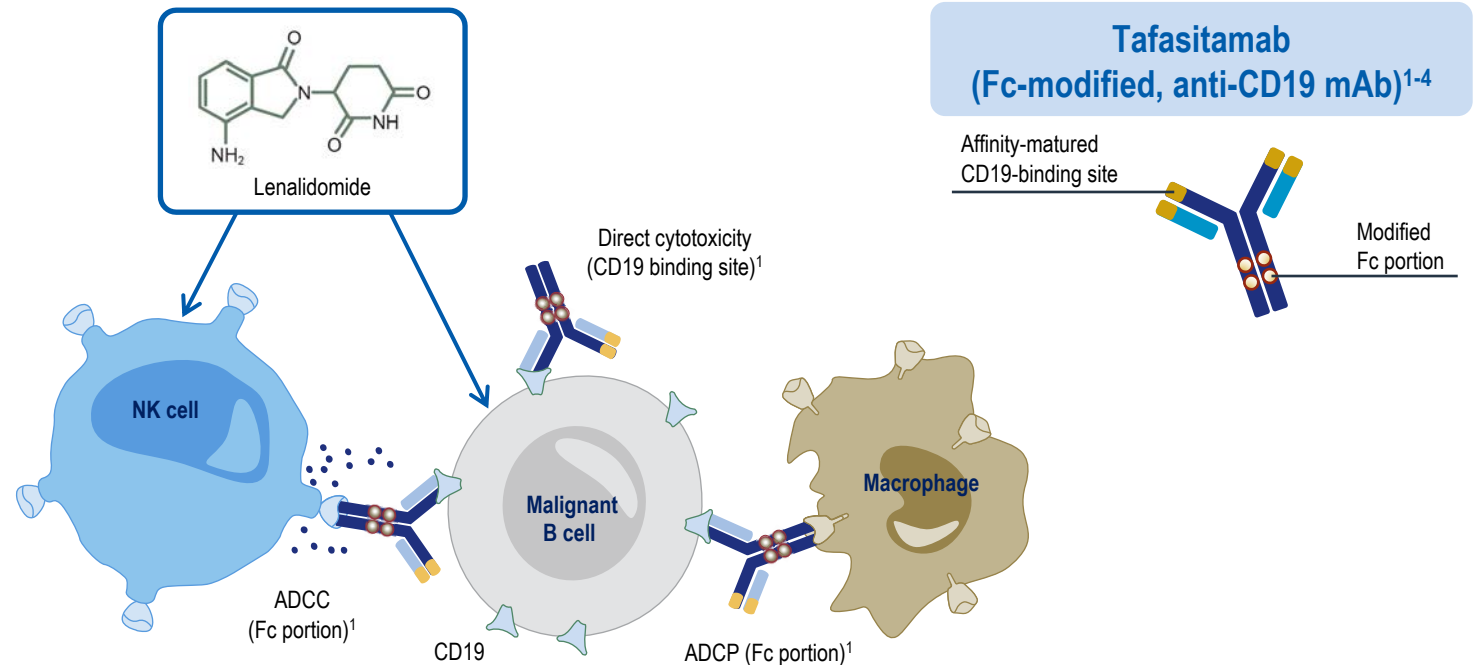 O
N
O
NH
O
NH₂
Lenalidomide
Tafasitamab
(Fc-modified, anti-CD19 mAb)¹⁻⁴
Affinity-matured
CD19-binding site
Modified
Fc portion
Direct cytotoxicity
(CD19 binding site)¹
NK cell
Malignant
B cell
Macrophage
ADCC
(Fc portion)¹
CD19
ADCP (Fc portion)¹